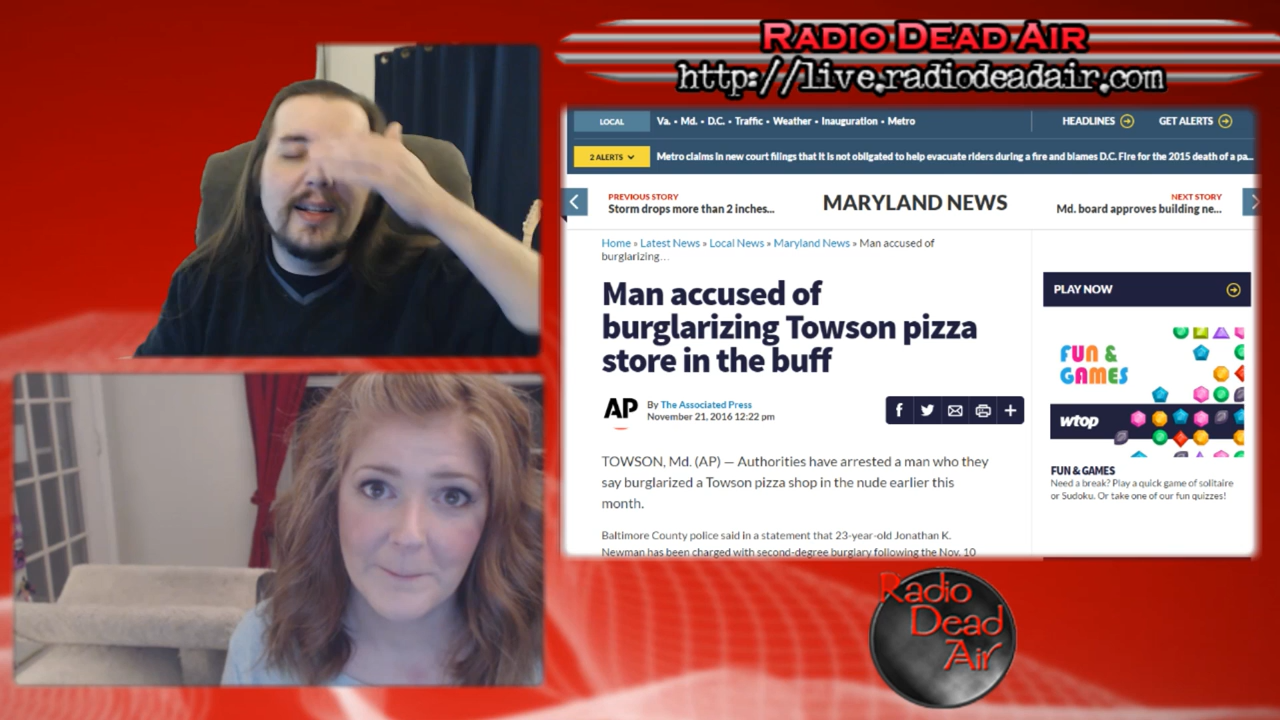 RADIO DEAD AIR
http://live.radiodeadair.com
LOCAL Va. • Md. • D.C. • Traffic • Weather • Inauguration • Metro HEADLINES GET ALERTS
2 ALERTS Metro claims in new court filings that it is not obligated to help evacuate riders during a fire and blames D.C. Fire for the 2015 death of a pa...
PREVIOUS STORY
Storm drops more than 2 inches...
MARYLAND NEWS
NEXT STORY
Md. board approves building ne...
Home » Latest News » Local News » Maryland News » Man accused of
burglarizing...
Man accused of
burglarizing Towson pizza
store in the buff
AP
By The Associated Press
November 21, 2016 12:22 pm
TOWSON, Md. (AP) — Authorities have arrested a man who they
say burglarized a Towson pizza shop in the nude earlier this
month.
Baltimore County police said in a statement that 23-year-old Jonathan K.
Newman has been charged with second-degree burglary following the Nov. 10
PLAY NOW
FUN &
GAMES
wtop
FUN & GAMES
Need a break? Play a quick game of solitaire
or Sudoku. Or take one of our fun quizzes!
Radio
Dead
Air